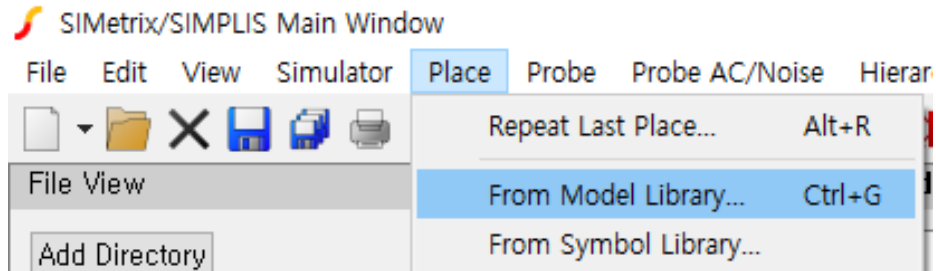 SIMetrix/SIMPLIS Main Window
File Edit View Simulator Place Probe Probe AC/Noise
Repeat Last Place... Alt+R
File View
From Model Library... Ctrl+G
From Symbol Library...
Add Directory